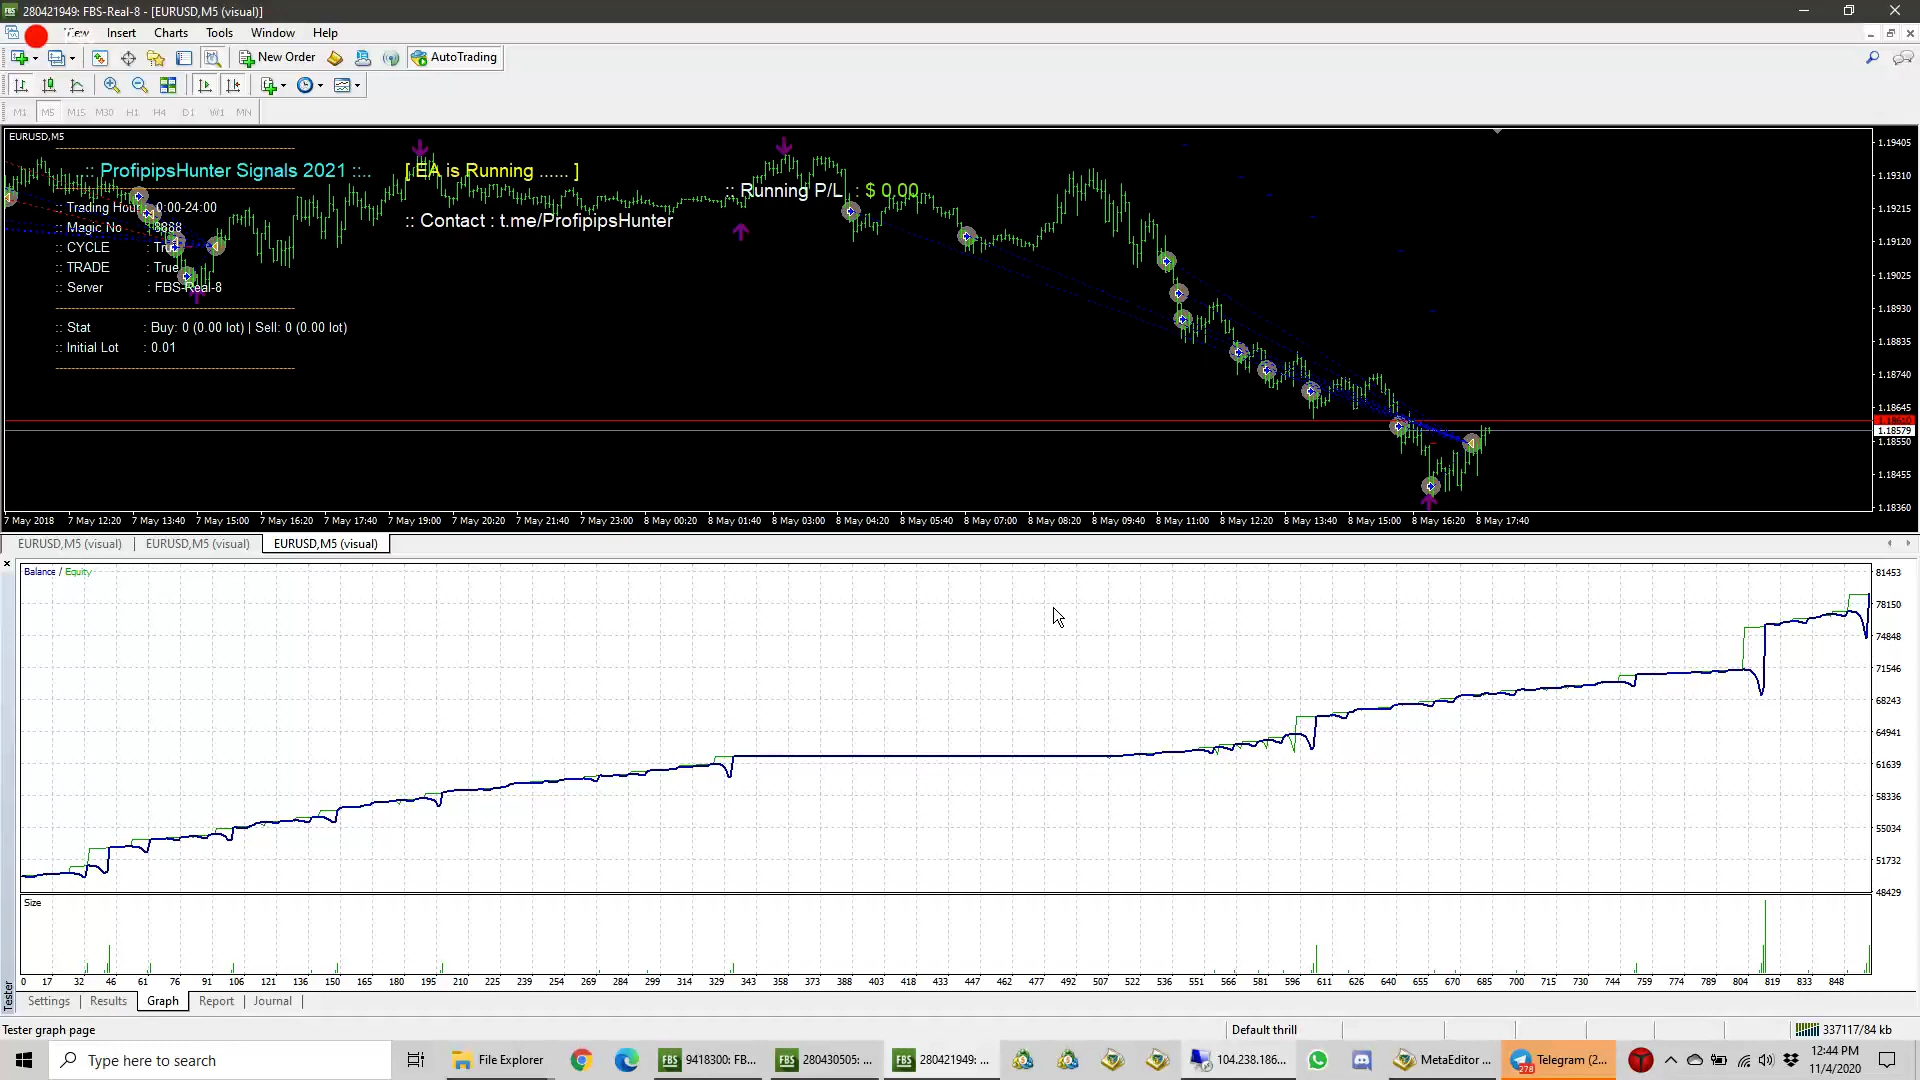 280421949: FBS-Real-8 - [EURUSD,M5 (visual)]
View Insert Charts Tools Window Help
New Order AutoTrading
M1 M5 M15 M30 H1 H4 D1 W1 MN
EURUSD,M5
..:: ProfipipsHunter Signals 2021 ::..
[ EA is Running ...... ]
:: Running P/L : $ 0.00
:: Contact : t.me/ProfipipsHunter
:: Trading Hour : 0:00-24:00
:: Magic No : 8888
:: CYCLE : True
:: TRADE : True
:: Server : FBS-Real-8
:: Stat : Buy: 0 (0.00 lot) | Sell: 0 (0.00 lot)
:: Initial Lot : 0.01
1.19405
1.19310
1.19215
1.19120
1.19025
1.18930
1.18835
1.18740
1.18645
1.18579
1.18550
1.18455
1.18360
7 May 2018 7 May 12:20 7 May 13:40 7 May 15:00 7 May 16:20 7 May 17:40 7 May 19:00 7 May 20:20 7 May 21:40 7 May 23:00 8 May 00:20 8 May 01:40 8 May 03:00 8 May 04:20 8 May 05:40 8 May 07:00 8 May 08:20 8 May 09:40 8 May 11:00 8 May 12:20 8 May 13:40 8 May 15:00 8 May 16:20 8 May 17:40
EURUSD,M5 (visual) EURUSD,M5 (visual) EURUSD,M5 (visual)
Balance / Equity
81453
78150
74848
71546
68243
64941
61639
58336
55034
51732
48429
Size
0 17 32 46 61 76 91 106 121 136 151 165 180 195 210 225 239 254 269 284 299 314 328 343 358 373 388 403 418 433 447 462 477 492 507 522 536 551 566 581 596 611 626 640 655 670 685 700 715 730 744 759 774 789 804 819 833 848
Tester
Settings Results Graph Report Journal
Tester graph page
Default thrill
337117/84 kb
Type here to search
File Explorer
9418300: FB...
280430505: ...
280421949: ...
104.238.186...
MetaEditor ...
Telegram (2...
278
12:44 PM
11/4/2020